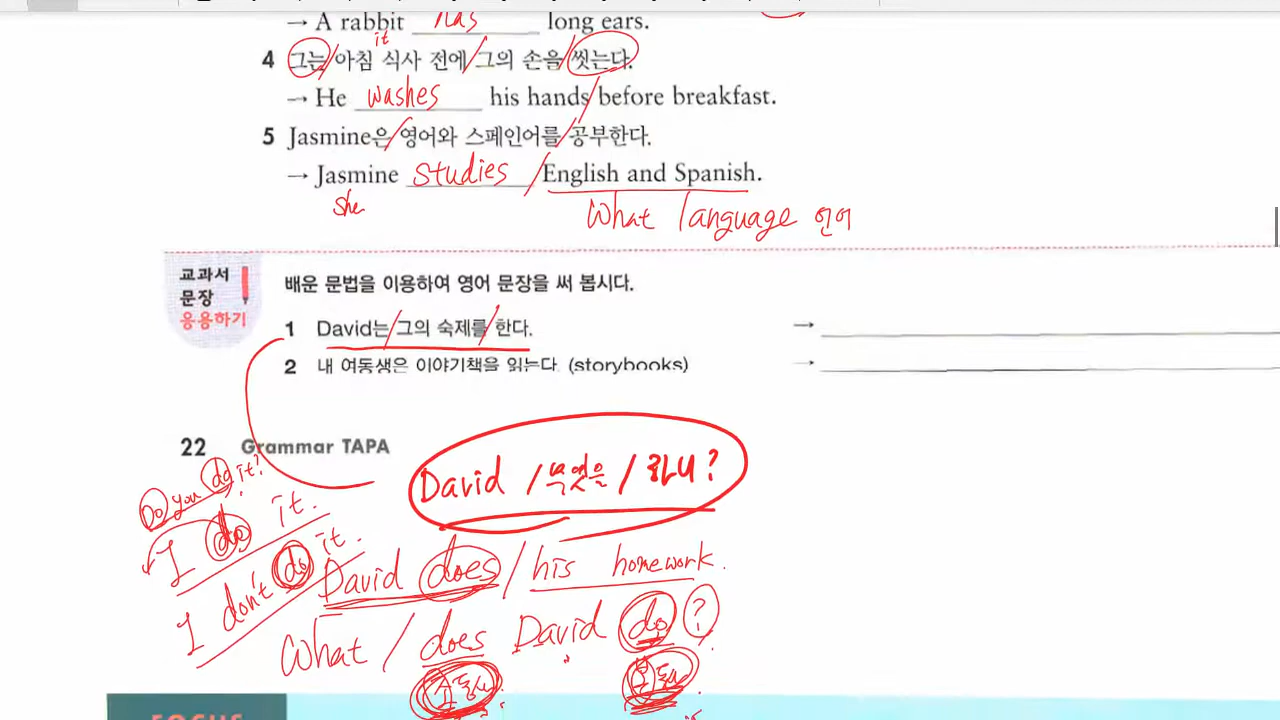 → A rabbit has long ears.
it
4 그는/아침 식사 전에/그의 손을/씻는다.
→ He washes his hands/before breakfast.
5 Jasmine은/영어와 스페인어를/공부한다.
→ Jasmine studies /English and Spanish.
she
What language 언어
교과서
문장
응용하기
배운 문법을 이용하여 영어 문장을 써 봅시다.
1 David는/그의 숙제를/한다. →
2 내 여동생은 이야기책을 읽는다. (storybooks) →
22 Grammar TAPA
David /무엇을/하니?
Do you do it?
I do it.
I don't do it.
David does/his homework.
What / does David do?
조동사 본동사
FOCUS